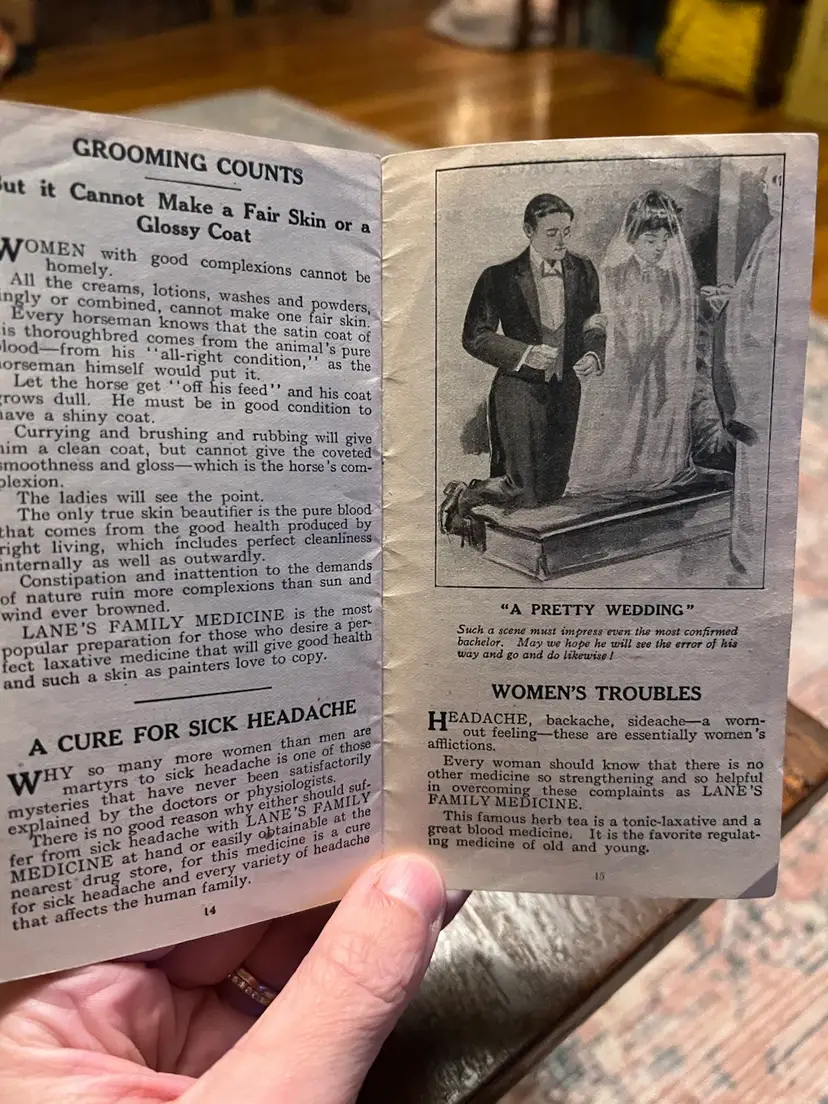 GROOMING COUNTS
But it Cannot Make a Fair Skin or a
Glossy Coat
WOMEN with good complexions cannot be
homely.
All the creams, lotions, washes and powders,
ingly or combined, cannot make one fair skin.
Every horseman knows that the satin coat of
is thoroughbred comes from the animal's pure
lood—from his "all-right condition," as the
orseman himself would put it.
Let the horse get "off his feed" and his coat
grows dull. He must be in good condition to
have a shiny coat.
Currying and brushing and rubbing will give
him a clean coat, but cannot give the coveted
smoothness and gloss—which is the horse's com-
plexion.
The ladies will see the point.
The only true skin beautifier is the pure blood
that comes from the good health produced by
right living, which includes perfect cleanliness
internally as well as outwardly.
Constipation and inattention to the demands
of nature ruin more complexions than sun and
wind ever browned.
LANE'S FAMILY MEDICINE is the most
popular preparation for those who desire a per-
fect laxative medicine that will give good health
and such a skin as painters love to copy.
A CURE FOR SICK HEADACHE
WHY so many more women than men are
martyrs to sick headache is one of those
mysteries that have never been satisfactorily
explained by the doctors or physiologists.
There is no good reason why either should suf-
fer from sick headache with LANE'S FAMILY
MEDICINE at hand or easily obtainable at the
nearest drug store, for this medicine is a cure
for sick headache and every variety of headache
that affects the human family.
14
"A PRETTY WEDDING"
Such a scene must impress even the most confirmed
bachelor. May we hope he will see the error of his
way and go and do likewise!
WOMEN'S TROUBLES
HEADACHE, backache, sideache—a worn-
out feeling—these are essentially women's
afflictions.
Every woman should know that there is no
other medicine so strengthening and so helpful
in overcoming these complaints as LANE'S
FAMILY MEDICINE.
This famous herb tea is a tonic-laxative and a
great blood medicine. It is the favorite regulat-
ing medicine of old and young.
15